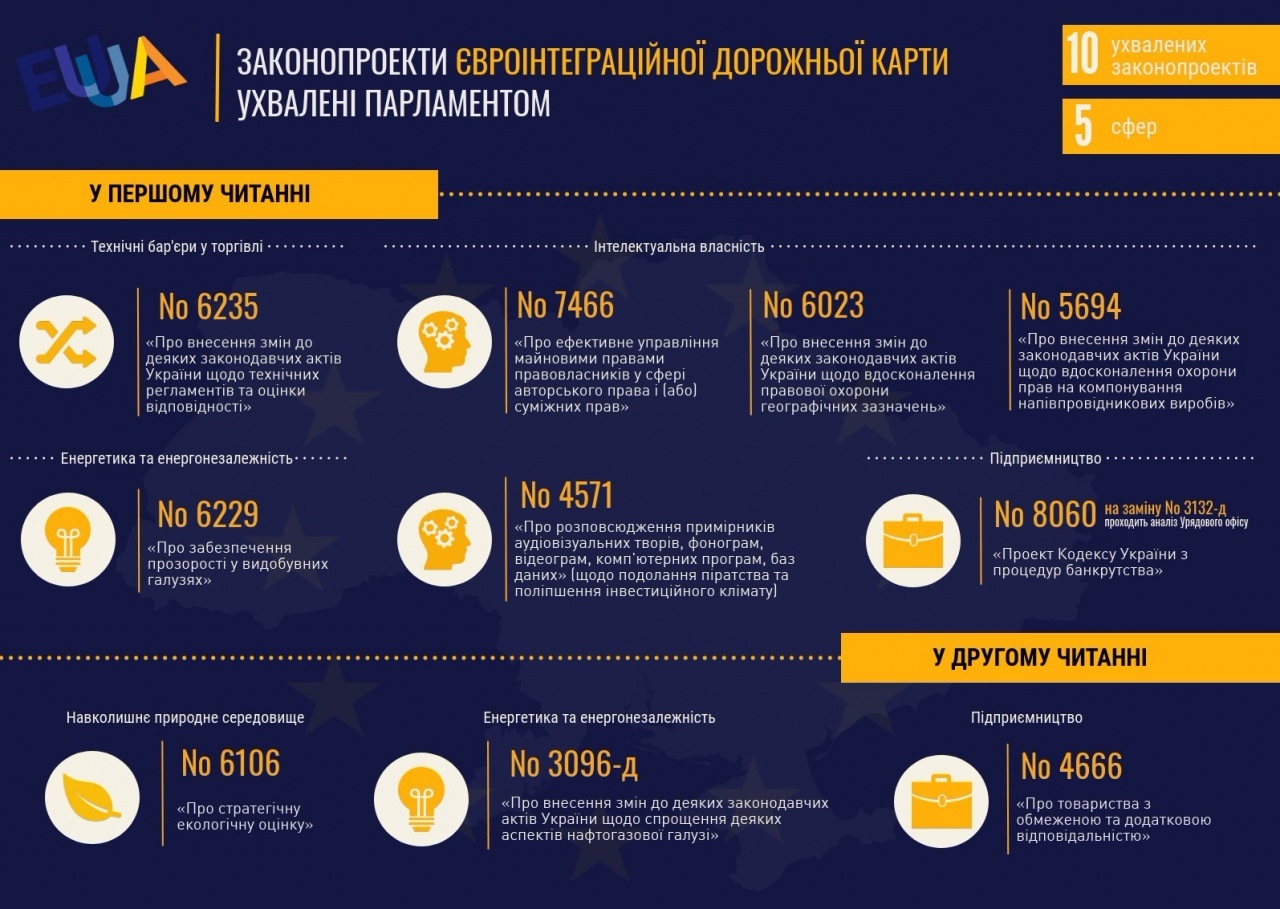 EUUA
ЗАКОНОПРОЕКТИ ЄВРОІНТЕГРАЦІЙНОЇ ДОРОЖНЬОЇ КАРТИ
УХВАЛЕНІ ПАРЛАМЕНТОМ
10 ухвалених
законопроектів
5 сфер
У ПЕРШОМУ ЧИТАННІ
Технічні бар'єри у торгівлі
No 6235
«Про внесення змін до
деяких законодавчих актів
України щодо технічних
регламентів та оцінки
відповідності»
Інтелектуальна власність
No 7466
«Про ефективне управління
майновими правами
правовласників у сфері
авторського права і (або)
суміжних прав»
No 6023
«Про внесення змін до
деяких законодавчих актів
України щодо вдосконалення
правової охорони
географічних зазначень»
No 5694
«Про внесення змін до деяких
законодавчих актів України
щодо вдосконалення охорони
прав на компонування
напівпровідникових виробів»
Енергетика та енергонезалежність
No 6229
«Про забезпечення
прозорості у видобувних
галузях»
No 4571
«Про розповсюдження примірників
аудіовізуальних творів, фонограм,
відеограм, комп'ютерних програм, баз
даних» (щодо подолання піратства та
поліпшення інвестиційного клімату)
Підприємництво
No 8060 на заміну No 3132-д
проходить аналіз Урядового офісу
«Проект Кодексу України з
процедур банкрутства»
У ДРУГОМУ ЧИТАННІ
Навколишнє природне середовище
No 6106
«Про стратегічну
екологічну оцінку»
Енергетика та енергонезалежність
No 3096-д
«Про внесення змін до деяких законодавчих
актів України щодо спрощення деяких
аспектів нафтогазової галузі»
Підприємництво
No 4666
«Про товариства з
обмеженою та додатковою
відповідальністю»